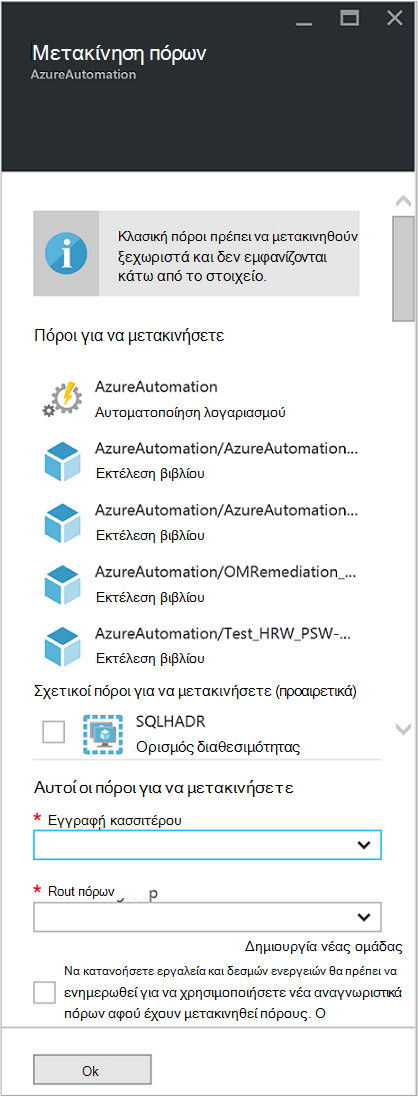 Μετακίνηση πόρων
AzureAutomation
Κλασική πόροι πρέπει να μετακινηθούν
ξεχωριστά και δεν εμφανίζονται
κάτω από το στοιχείο.
Πόροι για να μετακινήσετε
AzureAutomation
Αυτοματοποίηση λογαριασμού
AzureAutomation/AzureAutomation...
Εκτέλεση βιβλίου
AzureAutomation/AzureAutomation...
Εκτέλεση βιβλίου
AzureAutomation/OMRemediation_...
Εκτέλεση βιβλίου
AzureAutomation/Test_HRW_PSW-...
Εκτέλεση βιβλίου
Σχετικοί πόροι για να μετακινήσετε (προαιρετικά)
SQLHADR
Ορισμός διαθεσιμότητας
Αυτοί οι πόροι για να μετακινήσετε
* Εγγραφή κασσιτέρου
* Rout πόρων
Δημιουργία νέας ομάδας
Να κατανοήσετε εργαλεία και δεσμών ενεργειών θα πρέπει να
ενημερωθεί για να χρησιμοποιήσετε νέα αναγνωριστικά
πόρων αφού έχουν μετακινηθεί πόρους. Ο
Ok